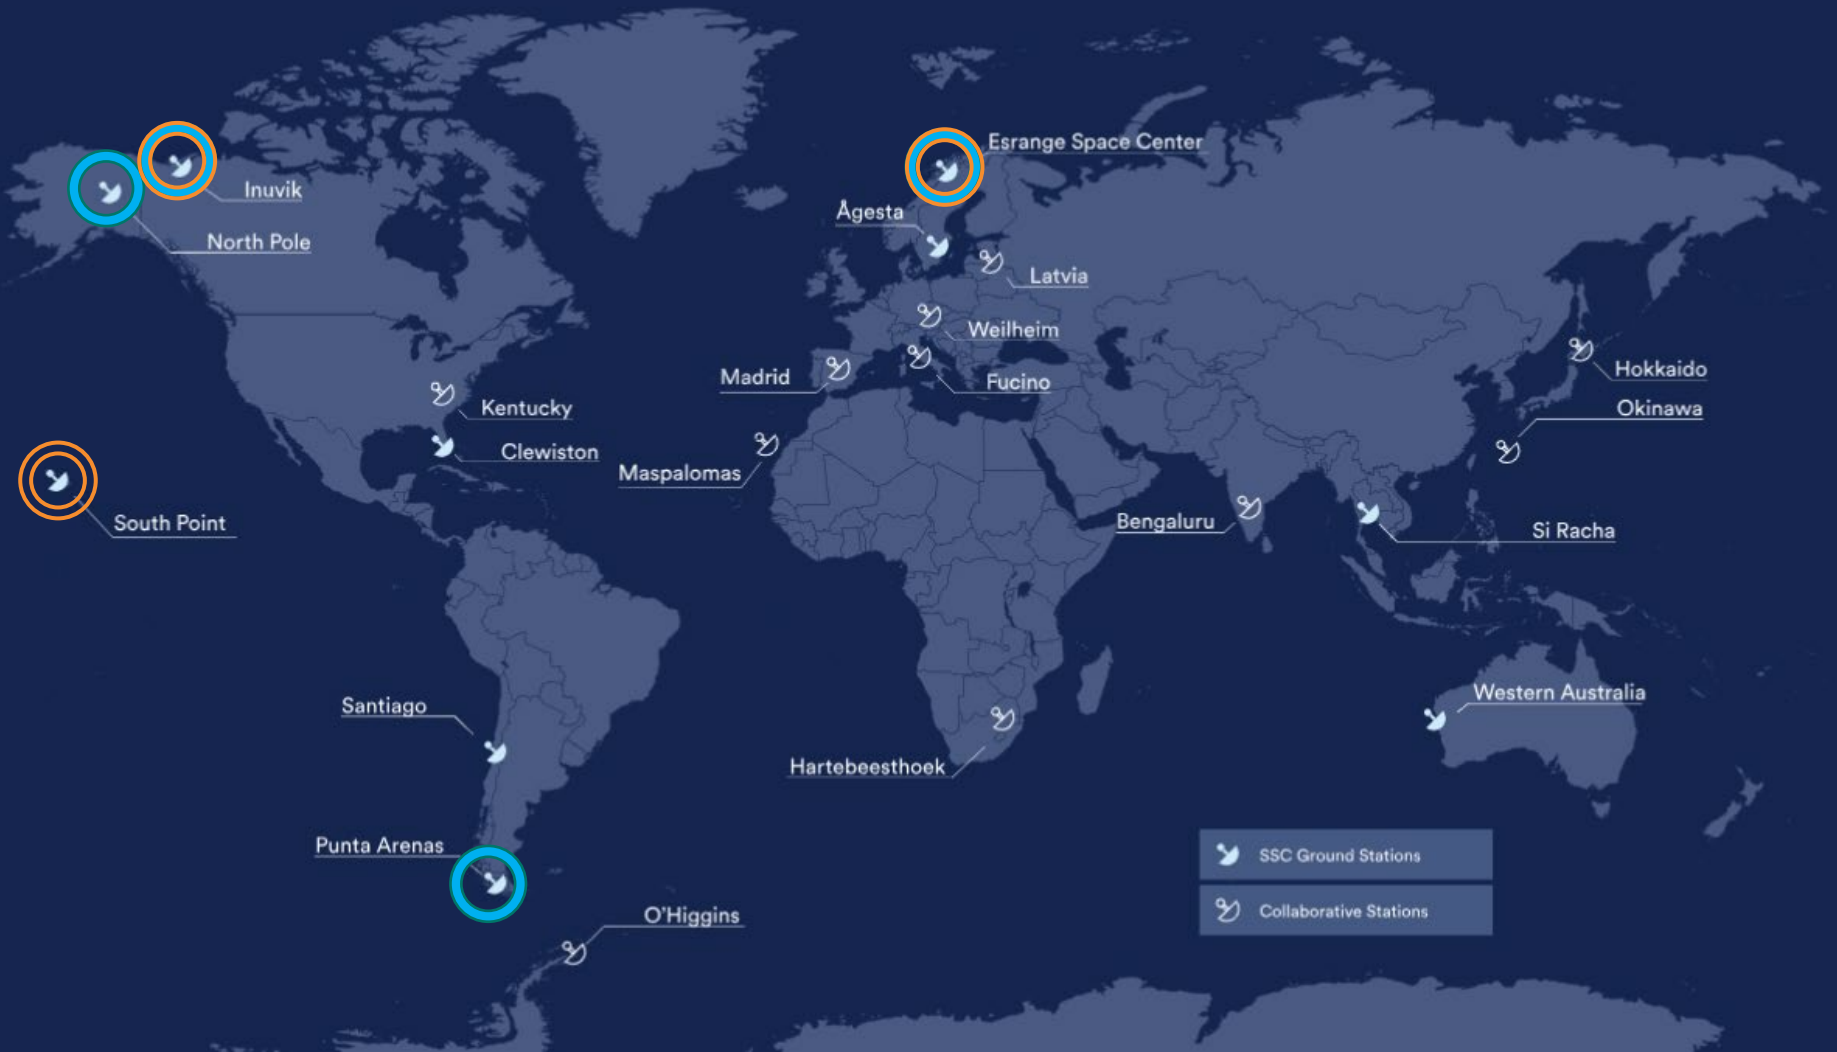 Esrange Space Center
Inuvik
Ågesta
North Pole
Latvia
Weilheim
Madrid
Fucino
Hokkaido
Kentucky
Okinawa
Clewiston
Maspalomas
South Point
Bengaluru
Si Racha
Santiago
Western Australia
Hartebeesthoek
Punta Arenas
O'Higgins
SSC Ground Stations
Collaborative Stations